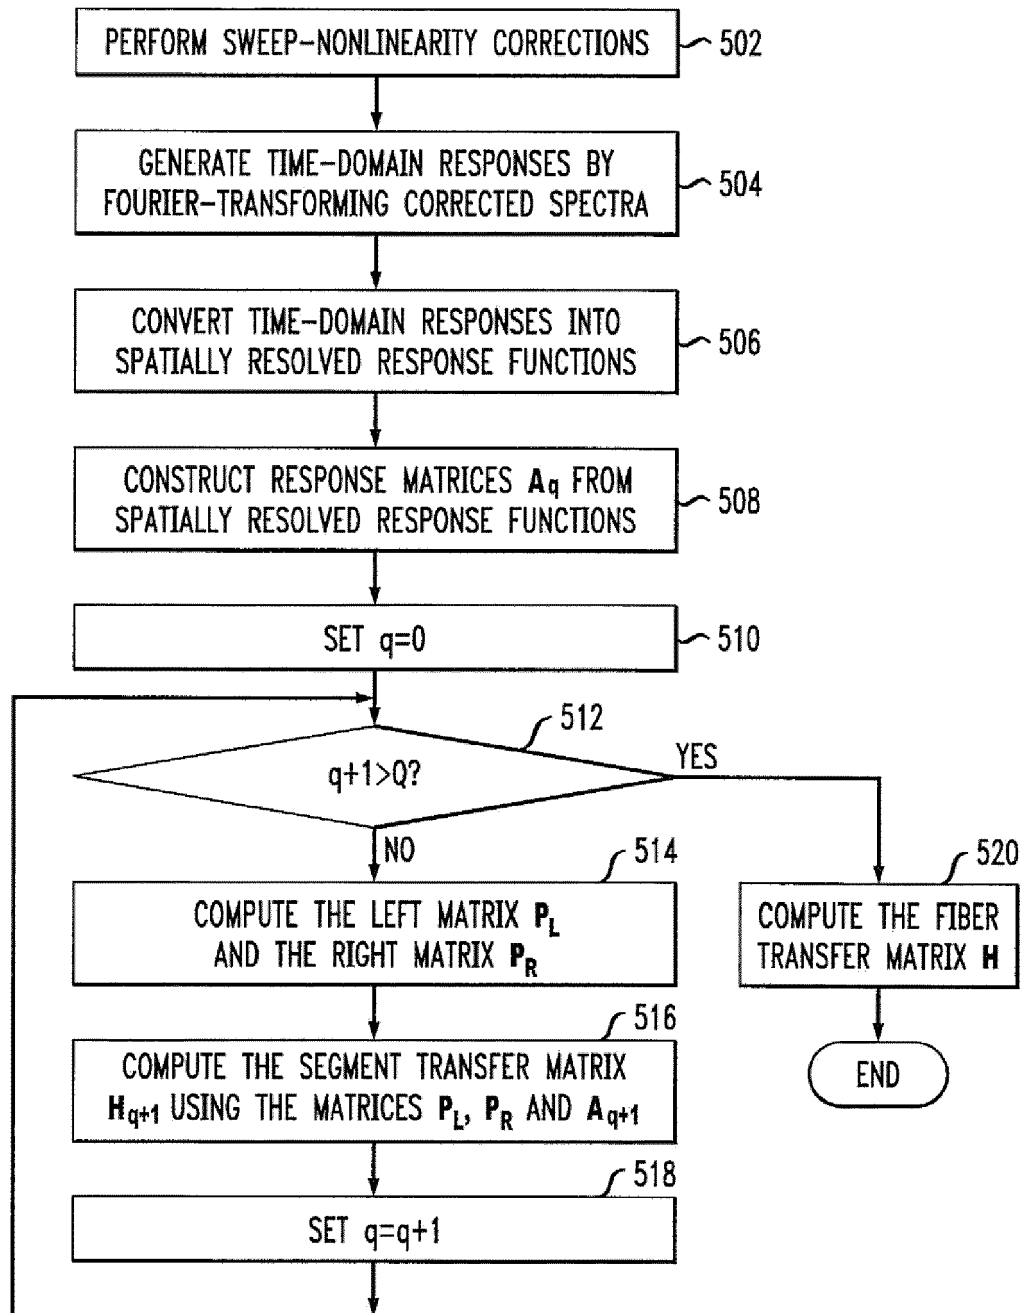 PERFORM SWEEP-NONLINEARITY CORRECTIONS
502
GENERATE TIME-DOMAIN RESPONSES BY
FOURIER-TRANSFORMING CORRECTED SPECTRA
504
CONVERT TIME-DOMAIN RESPONSES INTO
SPATIALLY RESOLVED RESPONSE FUNCTIONS
506
CONSTRUCT RESPONSE MATRICES Aq FROM
SPATIALLY RESOLVED RESPONSE FUNCTIONS
508
SET q=0
510
512
q+1>Q?
YES
NO
514
COMPUTE THE LEFT MATRIX PL
AND THE RIGHT MATRIX PR
520
COMPUTE THE FIBER
TRANSFER MATRIX H
516
COMPUTE THE SEGMENT TRANSFER MATRIX
Hq+1 USING THE MATRICES PL, PR AND Aq+1
END
518
SET q=q+1